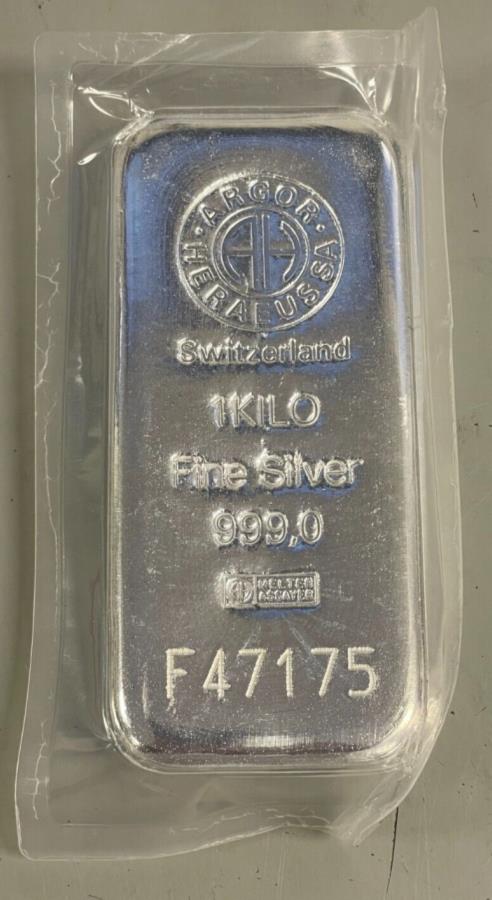 ARGOR
HERAEUS SA
Switzerland
1KILO
Fine Silver
999,0
MELTER
ASSAYER
F47175